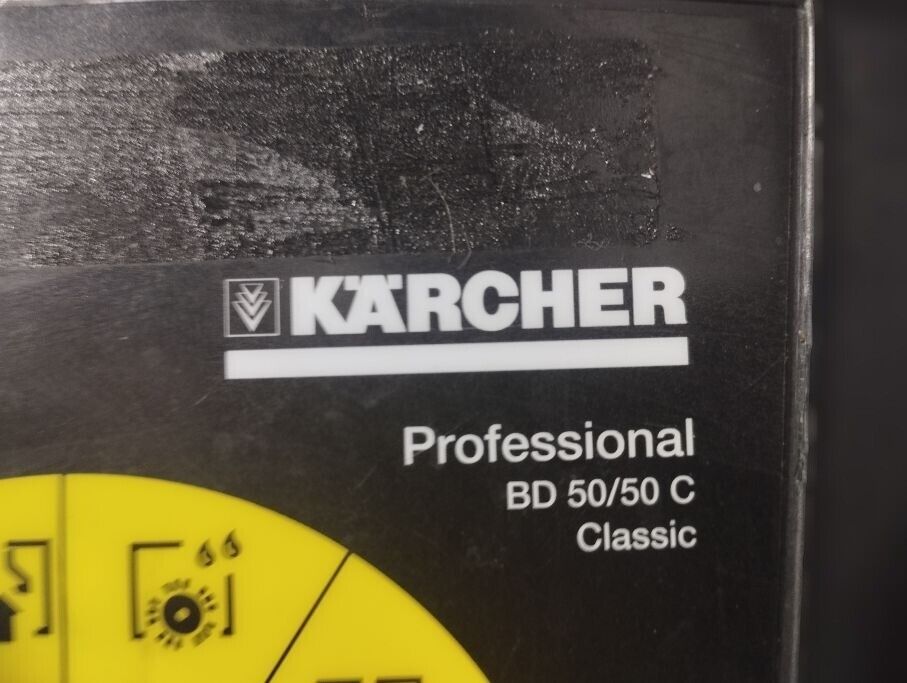 KÄRCHER
Professional
BD 50/50 C
Classic